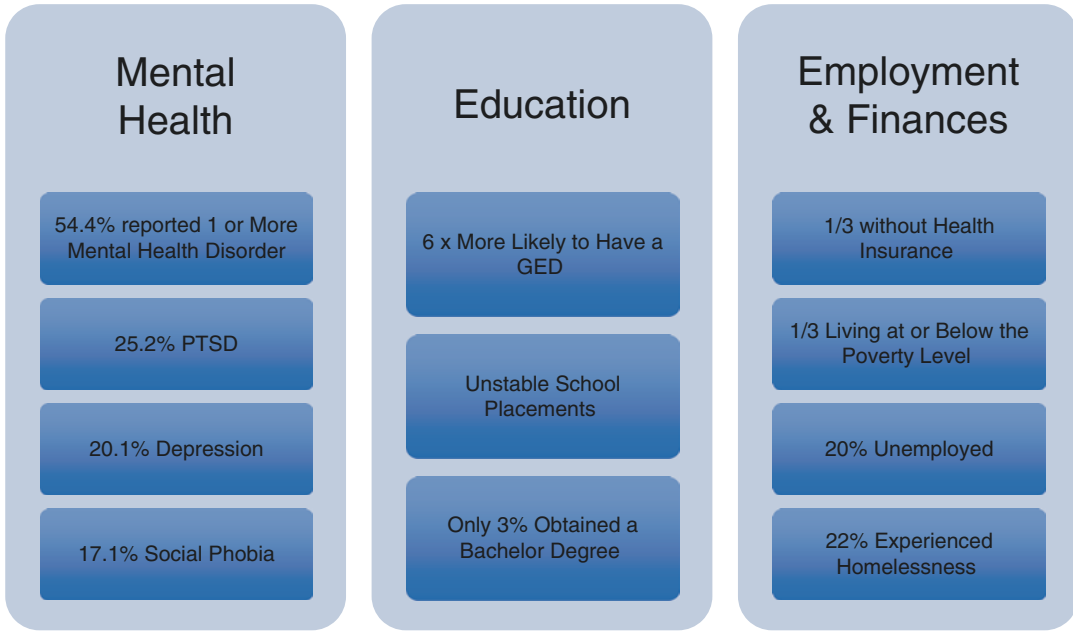 Mental
Health
54.4% reported 1 or More
Mental Health Disorder
25.2% PTSD
20.1% Depression
17.1% Social Phobia
Education
6 x More Likely to Have a
GED
Unstable School
Placements
Only 3% Obtained a
Bachelor Degree
Employment
& Finances
1/3 without Health
Insurance
1/3 Living at or Below the
Poverty Level
20% Unemployed
22% Experienced
Homelessness